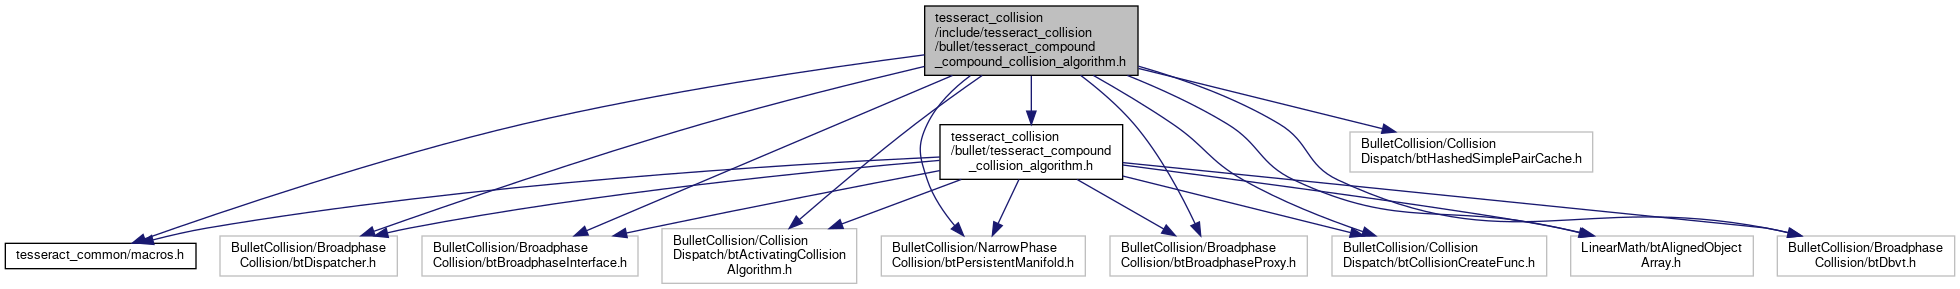 tesseract_collision
/include/tesseract_collision
/bullet/tesseract_compound
_compound_collision_algorithm.h
tesseract_collision
/bullet/tesseract_compound
_collision_algorithm.h
BulletCollision/Collision
Dispatch/btHashedSimplePairCache.h
tesseract_common/macros.h
BulletCollision/Broadphase
Collision/btDispatcher.h
BulletCollision/Broadphase
Collision/btBroadphaseInterface.h
BulletCollision/Collision
Dispatch/btActivatingCollision
Algorithm.h
BulletCollision/NarrowPhase
Collision/btPersistentManifold.h
BulletCollision/Broadphase
Collision/btBroadphaseProxy.h
BulletCollision/Collision
Dispatch/btCollisionCreateFunc.h
LinearMath/btAlignedObject
Array.h
BulletCollision/Broadphase
Collision/btDbvt.h